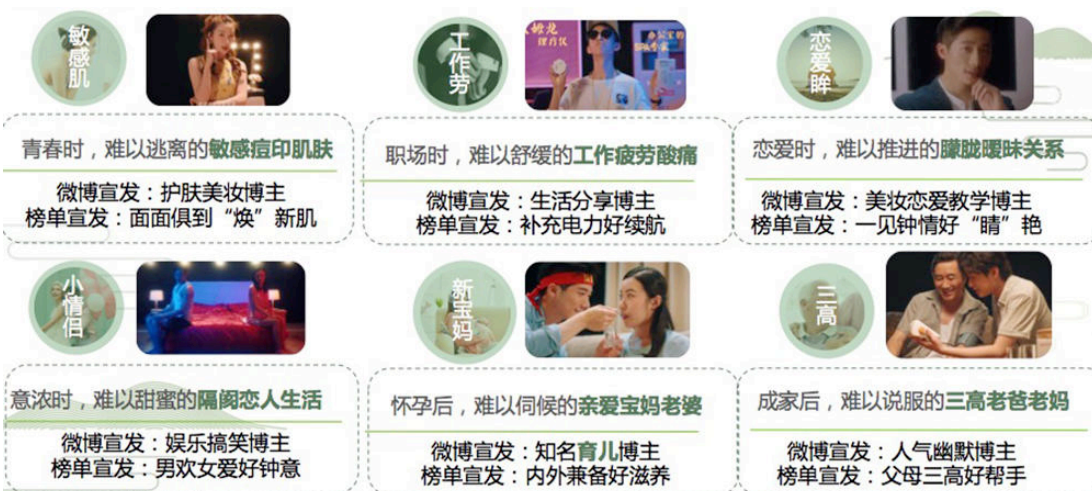 敏感肌
青春时，难以逃离的敏感痘印肌肤
微博宣发：护肤美妆博主
榜单宣发：面面俱到“焕”新肌
工作劳
职场时，难以舒缓的工作疲劳酸痛
微博宣发：生活分享博主
榜单宣发：补充电力好续航
恋爱眸
恋爱时，难以推进的朦胧暧昧关系
微博宣发：美妆恋爱教学博主
榜单宣发：一见钟情好“睛”艳
小情侣
意浓时，难以甜蜜的隔阂恋人生活
微博宣发：娱乐搞笑博主
榜单宣发：男欢女爱好钟意
新宝妈
怀孕后，难以伺候的亲爱宝妈老婆
微博宣发：知名育儿博主
榜单宣发：内外兼备好滋养
三高
成家后，难以说服的三高老爸老妈
微博宣发：人气幽默博主
榜单宣发：父母三高好帮手